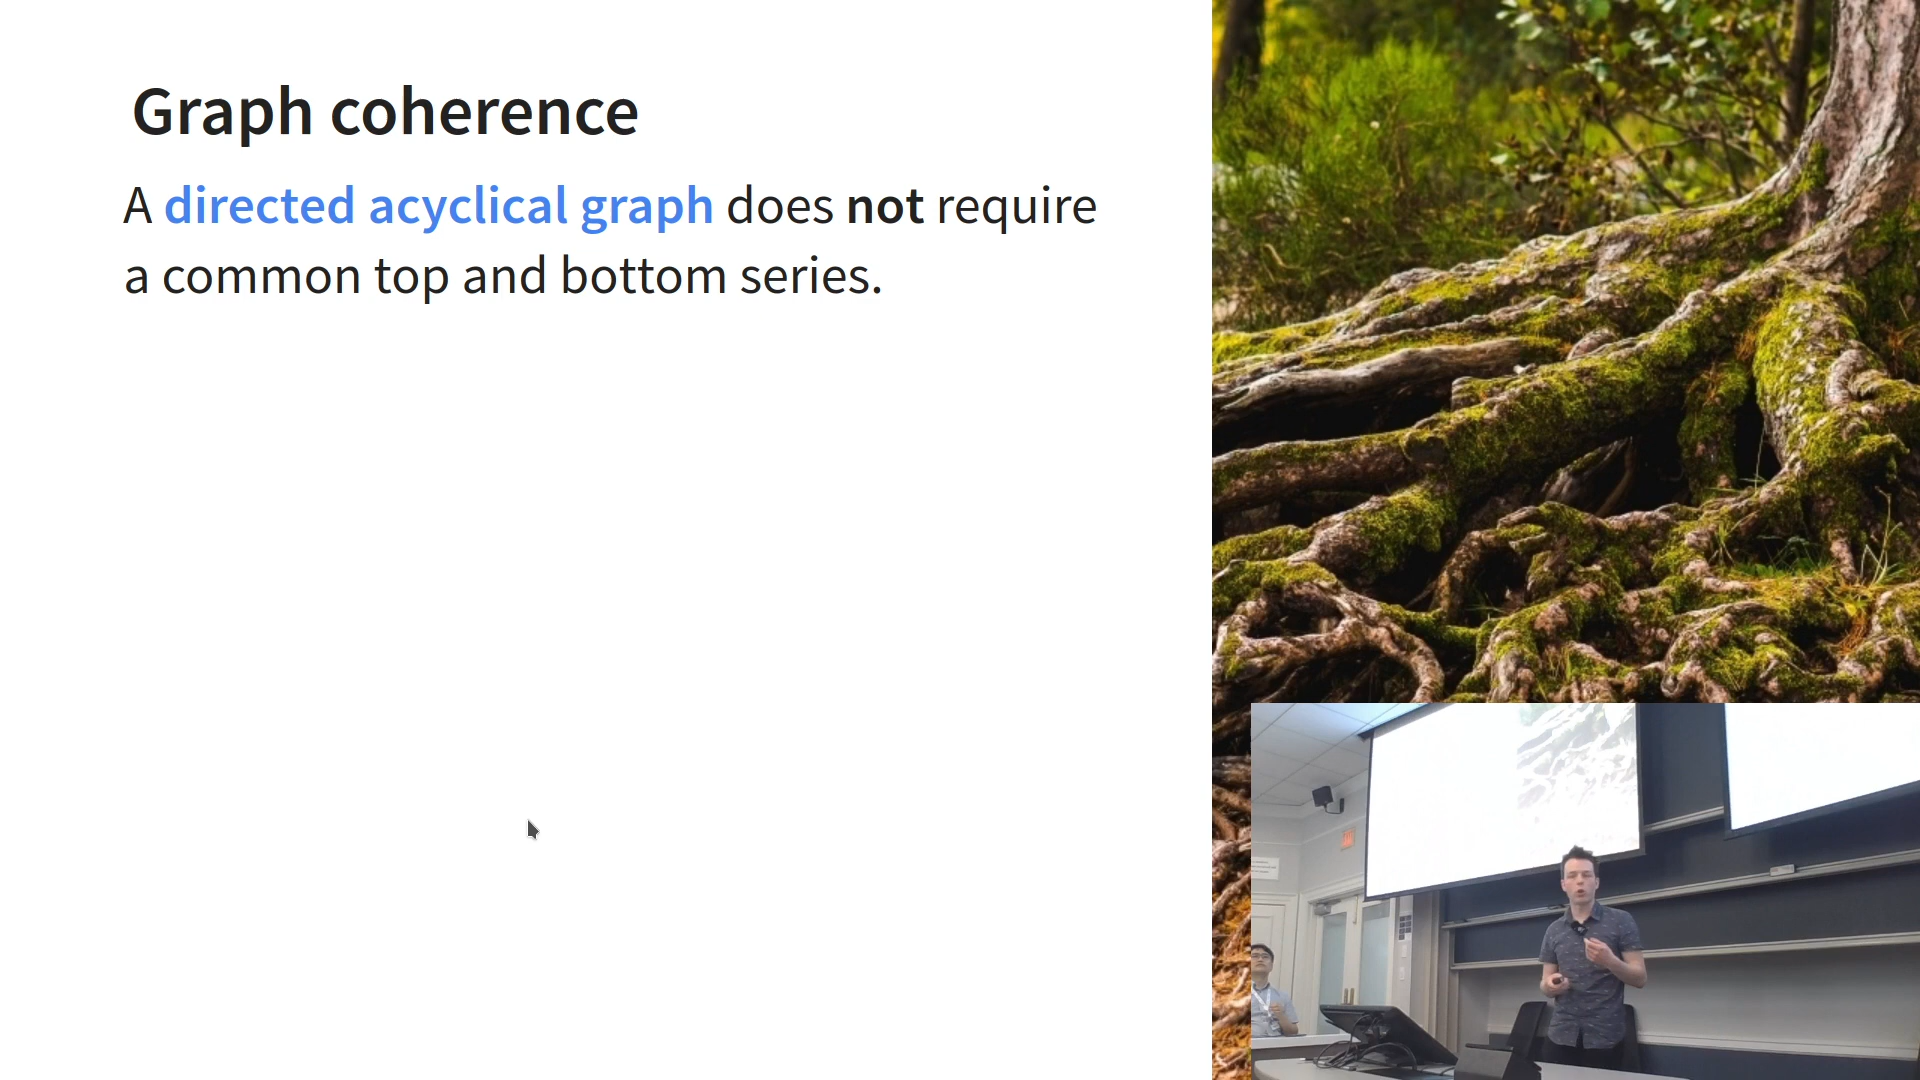 Graph coherence
A directed acyclical graph does not require
a common top and bottom series.